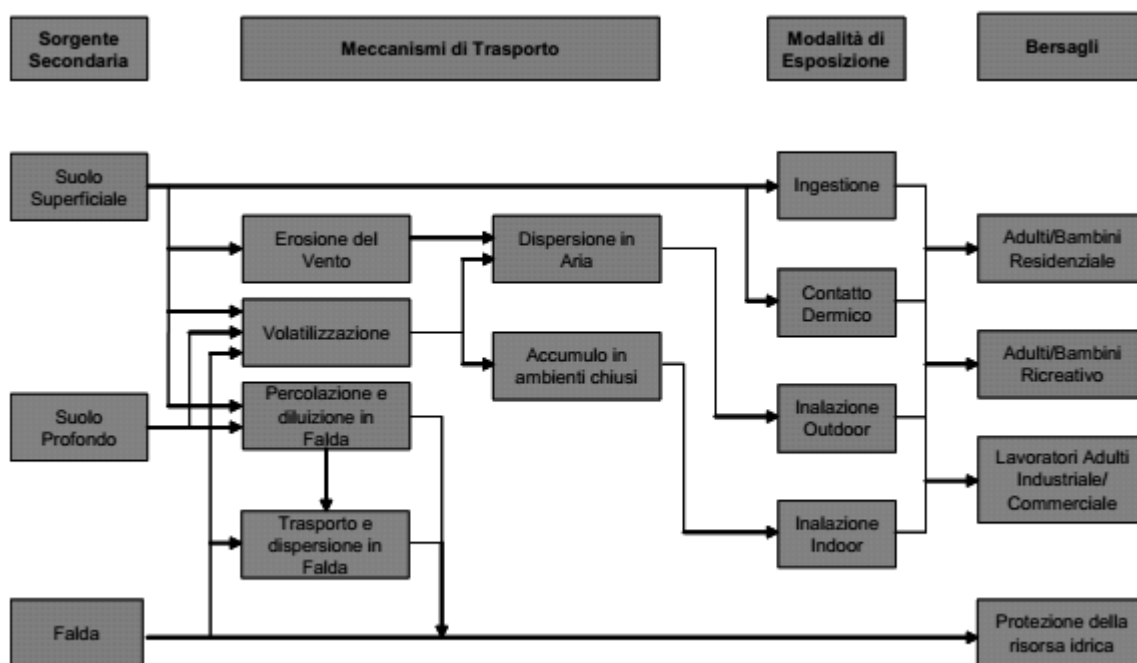 Sorgente
Secondaria
Meccanismi di Trasporto
Modalità di
Esposizione
Bersagli
Suolo
Superficiale
Ingestione
Erosione del
Vento
Dispersione in
Aria
Adulti/Bambini
Residenziale
Volatilizzazione
Contatto
Dermico
Accumulo in
ambienti chiusi
Adulti/Bambini
Ricreativo
Suolo
Profondo
Percolazione e
diluizione in
Falda
Inalazione
Outdoor
Lavoratori Adulti
Industriale/
Commerciale
Trasporto e
dispersione in
Falda
Inalazione
Indoor
Falda
Protezione della
risorsa idrica